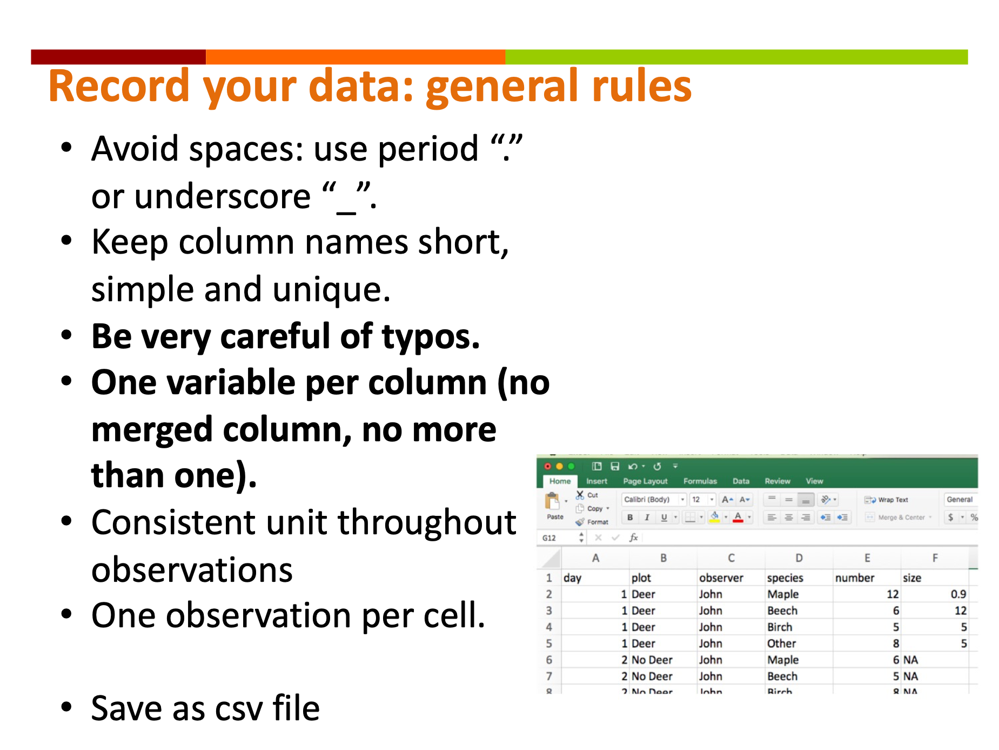 Record your data: general rules
• Avoid spaces: use period “.”
or underscore “_”.
• Keep column names short,
simple and unique.
• Be very careful of typos.
• One variable per column (no
merged column, no more
than one).
• Consistent unit throughout
observations
• One observation per cell.
• Save as csv file
Home Insert Page Layout Formulas Data Review View
Cut
Copy
Format
Paste
Calibri (Body) 12 A A
B I U A
Wrap Text
Merge & Center
General
$ %
G12 fx
A B C D E F
1 day plot observer species number size
2 1 Deer John Maple 12 0.9
3 1 Deer John Beech 6 12
4 1 Deer John Birch 5 5
5 1 Deer John Other 8 5
6 2 No Deer John Maple 6 NA
7 2 No Deer John Beech 5 NA
8 2 No Deer John Birch 8 NA